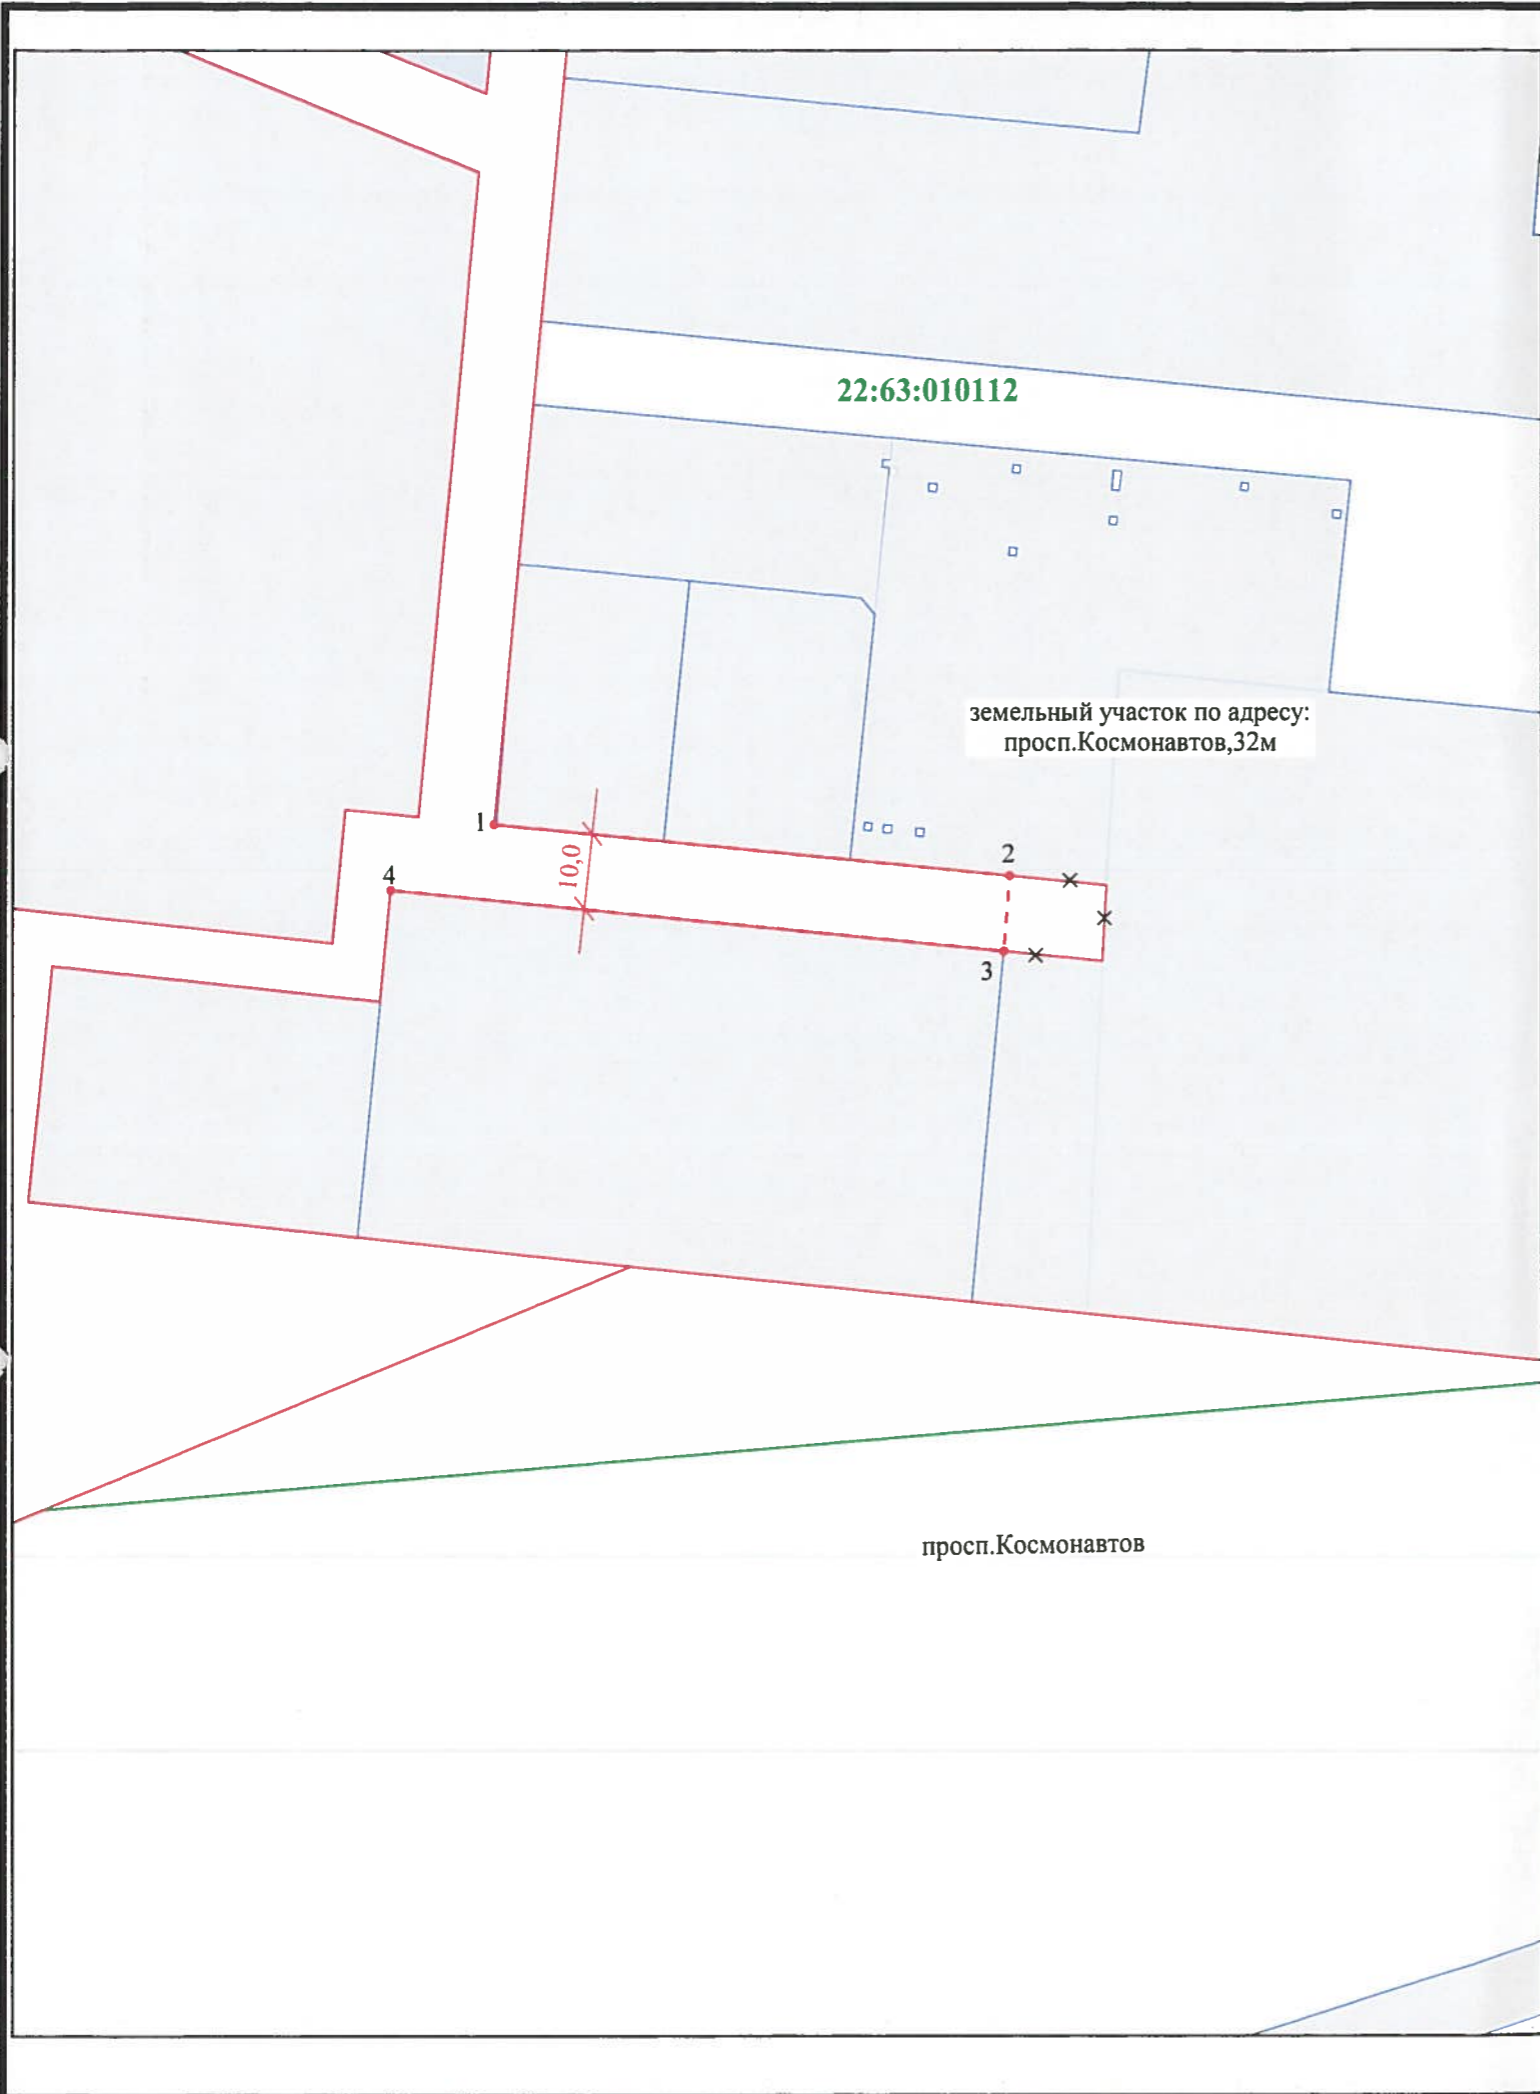 22:63:010112
земельный участок по адресу:
просп.Космонавтов,32м
1
10,0
2
4
3
просп.Космонавтов